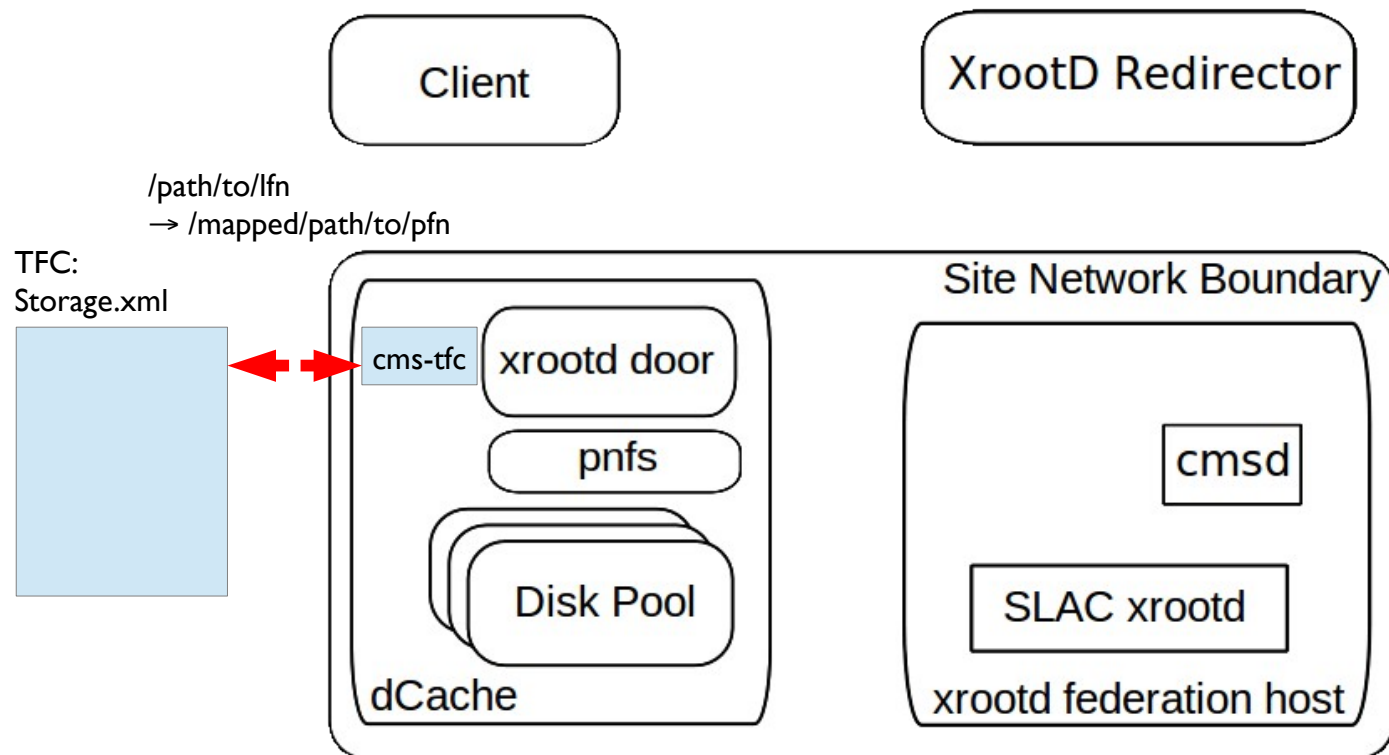 Client
XrootD Redirector
/path/to/lfn
→ /mapped/path/to/pfn
TFC:
Storage.xml
Site Network Boundary
cms-tfc
xrootd door
pnfs
cmsd
Disk Pool
SLAC xrootd
dCache
xrootd federation host